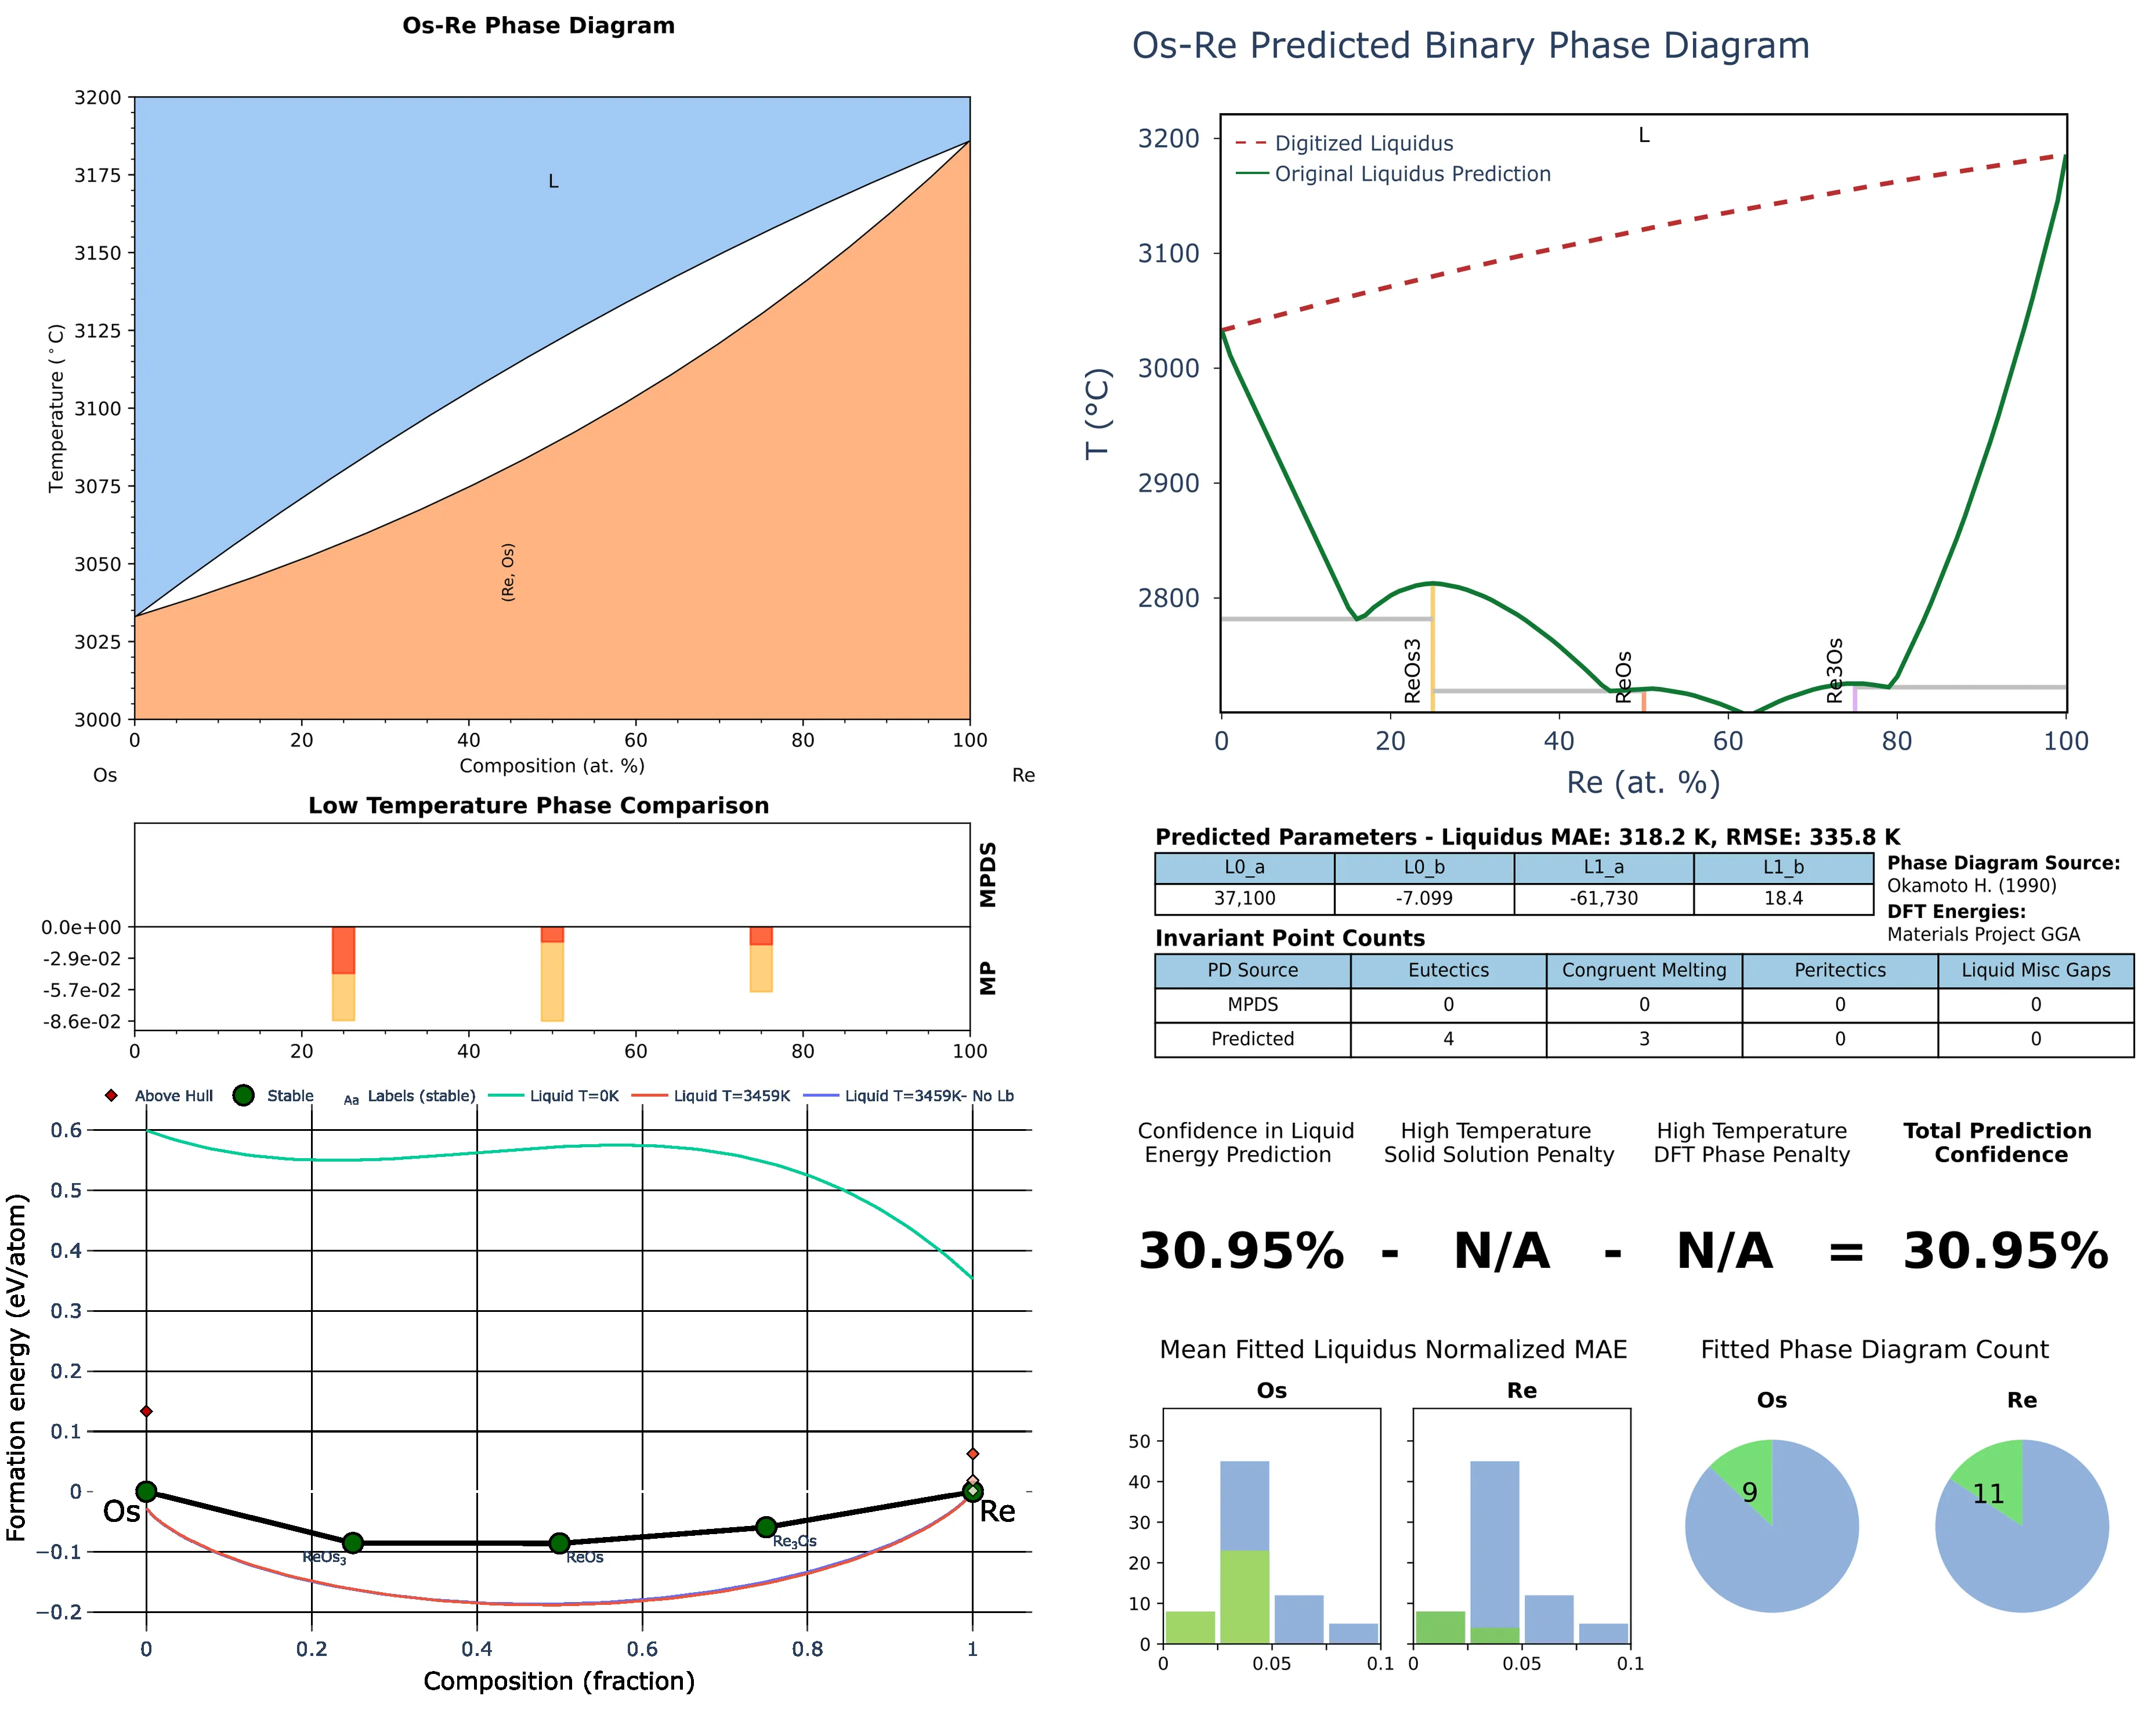 Os-Re Phase Diagram
3200
3175
3150
3125
3100
3075
3050
3025
3000
Temperature (°C)
L
(Re, Os)
0 20 40 60 80 100
Composition (at. %)
Os Re
Os-Re Predicted Binary Phase Diagram
Digitized Liquidus
Original Liquidus Prediction
L
3200
3100
3000
2900
2800
T (°C)
ReOs3
ReOs
Re3Os
0 20 40 60 80 100
Re (at. %)
Low Temperature Phase Comparison
0.0e+00
-2.9e-02
-5.7e-02
-8.6e-02
MPDS
MP
0 20 40 60 80 100
Predicted Parameters - Liquidus MAE: 318.2 K, RMSE: 335.8 K
L0_a L0_b L1_a L1_b
37,100 -7.099 -61,730 18.4
Phase Diagram Source:
Okamoto H. (1990)
DFT Energies:
Materials Project GGA
Invariant Point Counts
PD Source Eutectics Congruent Melting Peritectics Liquid Misc Gaps
MPDS 0 0 0 0
Predicted 4 3 0 0
Above Hull Stable Aa Labels (stable) Liquid T=0K Liquid T=3459K Liquid T=3459K- No Lb
0.6
0.5
0.4
0.3
0.2
0.1
0
−0.1
−0.2
Formation energy (eV/atom)
Os
ReOs3
ReOs
Re3Os
Re
0 0.2 0.4 0.6 0.8 1
Composition (fraction)
Confidence in Liquid
Energy Prediction
High Temperature
Solid Solution Penalty
High Temperature
DFT Phase Penalty
Total Prediction
Confidence
30.95% - N/A - N/A = 30.95%
Mean Fitted Liquidus Normalized MAE
Os Re
50
40
30
20
10
0
0 0.05 0.1
0 0.05 0.1
Fitted Phase Diagram Count
Os Re
9 11